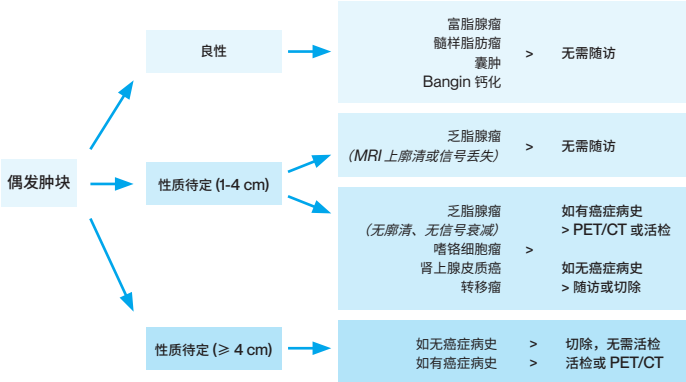 偶发肿块
良性
富脂腺瘤
髓样脂肪瘤
囊肿
Bangin 钙化
> 无需随访
性质待定 (1-4 cm)
乏脂腺瘤
（MRI 上廓清或信号丢失）
> 无需随访
乏脂腺瘤
（无廓清、无信号衰减）
嗜铬细胞瘤
肾上腺皮质癌
转移瘤
>
如有癌症病史
> PET/CT 或活检
如无癌症病史
> 随访或切除
性质待定 (≥ 4 cm)
如无癌症病史 > 切除，无需活检
如有癌症病史 > 活检或 PET/CT